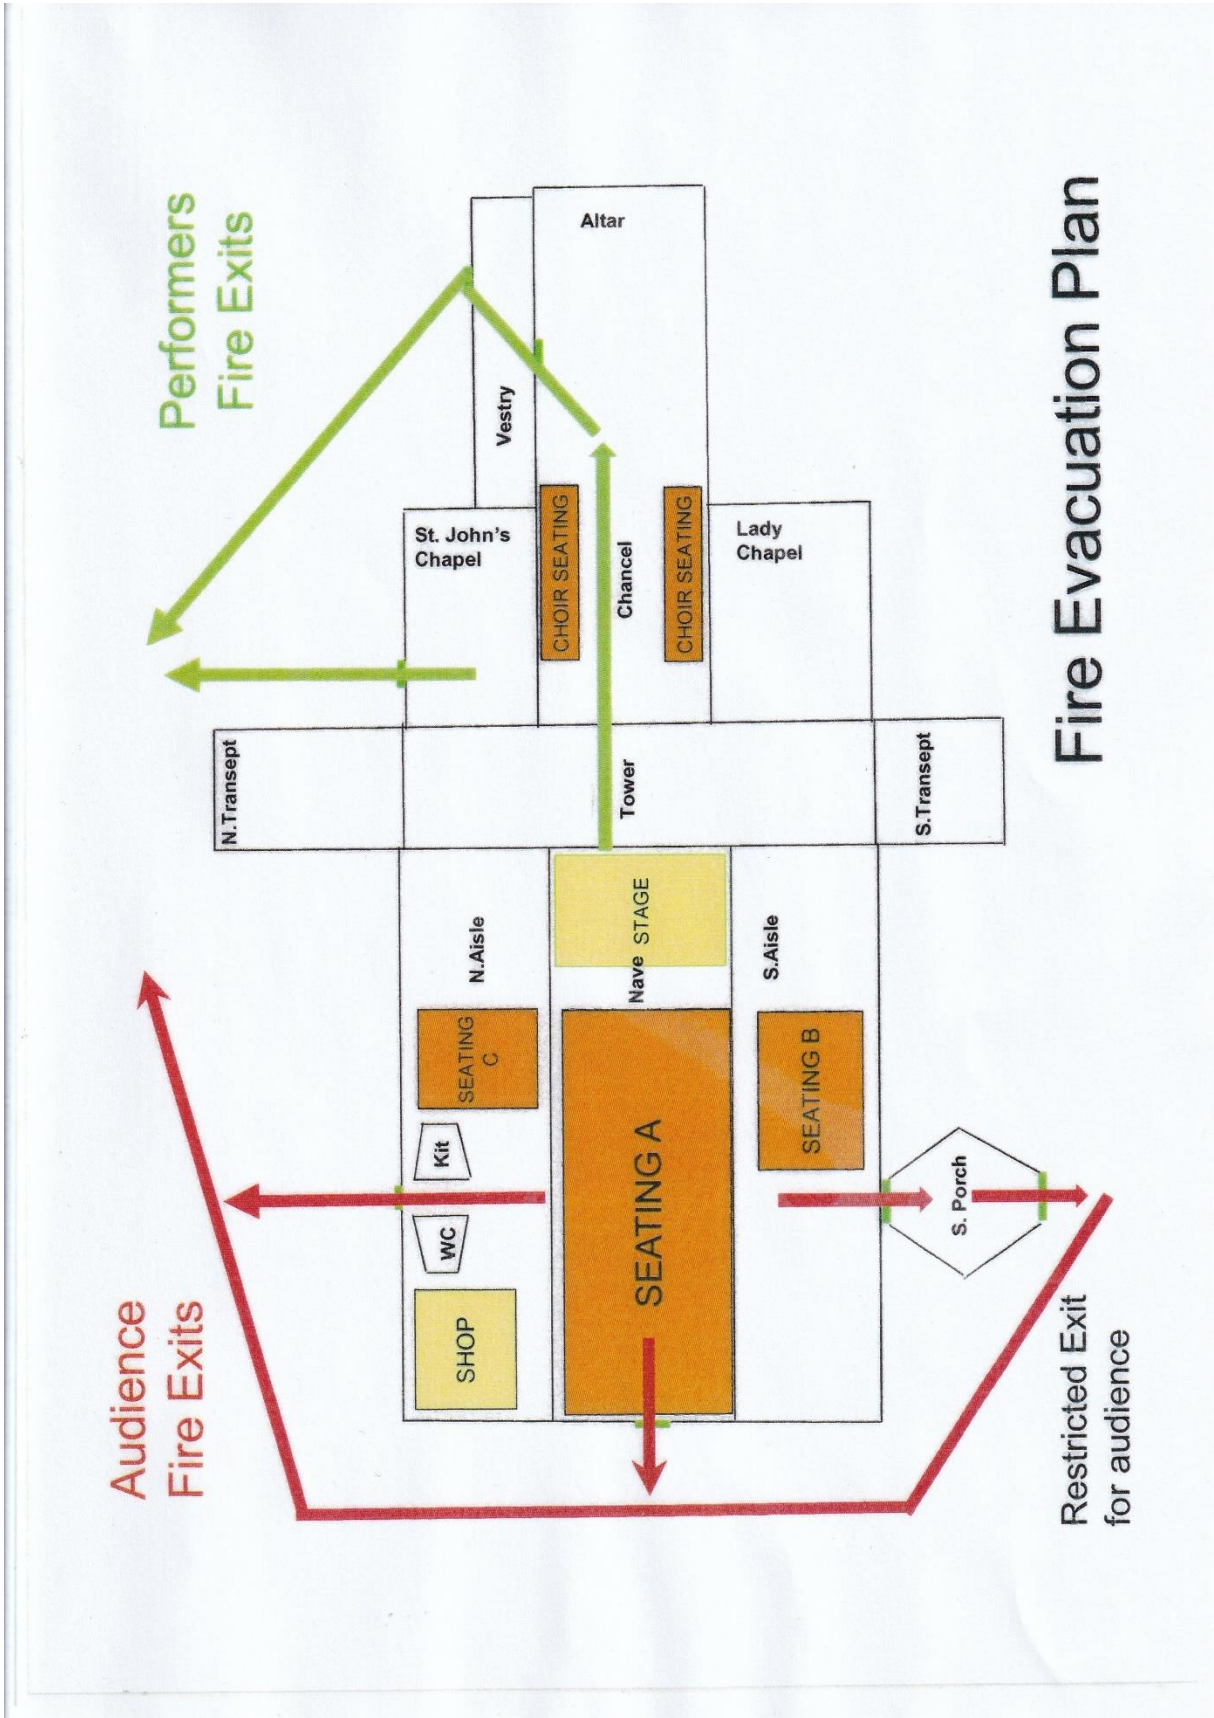 Audience
Fire Exits
Performers
Fire Exits
N.Transept
SHOP
WC
Kit
SEATING
C
N.Aisle
St. John's
Chapel
Vestry
SEATING A
Nave
STAGE
Tower
CHOIR SEATING
Chancel
CHOIR SEATING
Altar
SEATING B
S.Aisle
Lady
Chapel
S. Porch
S.Transept
Restricted Exit
for audience
Fire Evacuation Plan